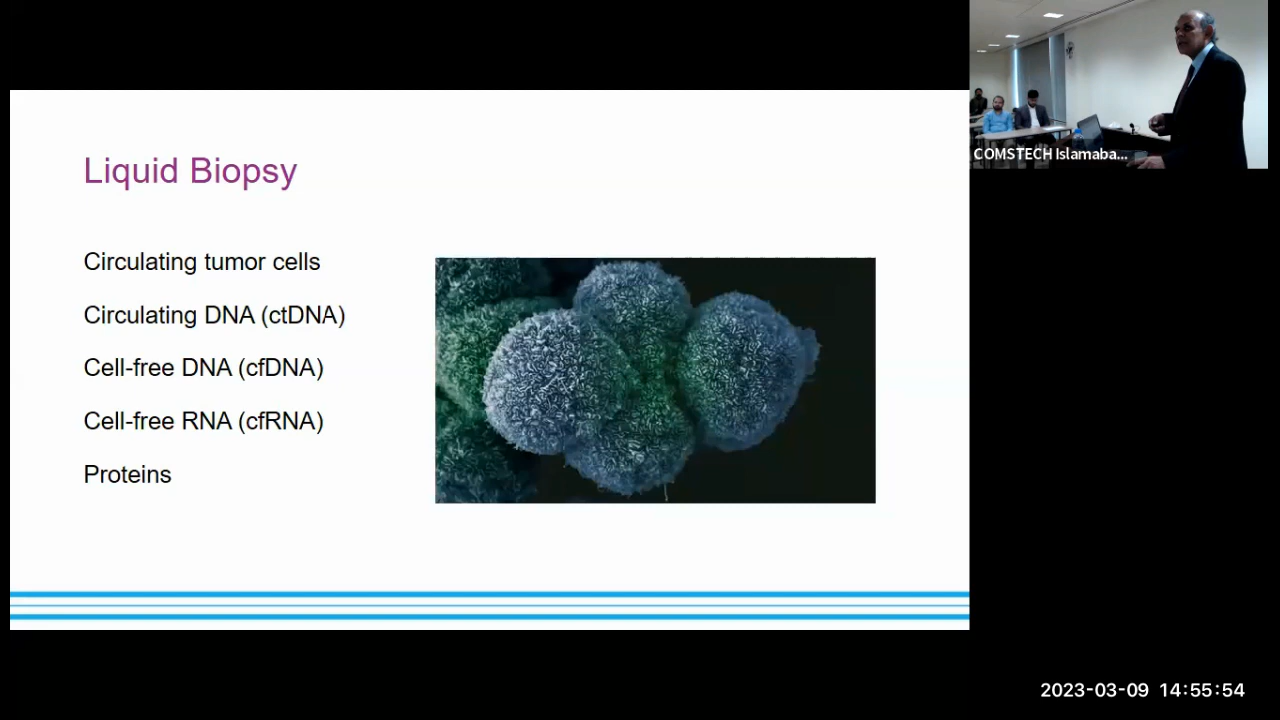 Liquid Biopsy
Circulating tumor cells
Circulating DNA (ctDNA)
Cell-free DNA (cfDNA)
Cell-free RNA (cfRNA)
Proteins
COMSTECH Islamaba...
2023-03-09 14:55:54